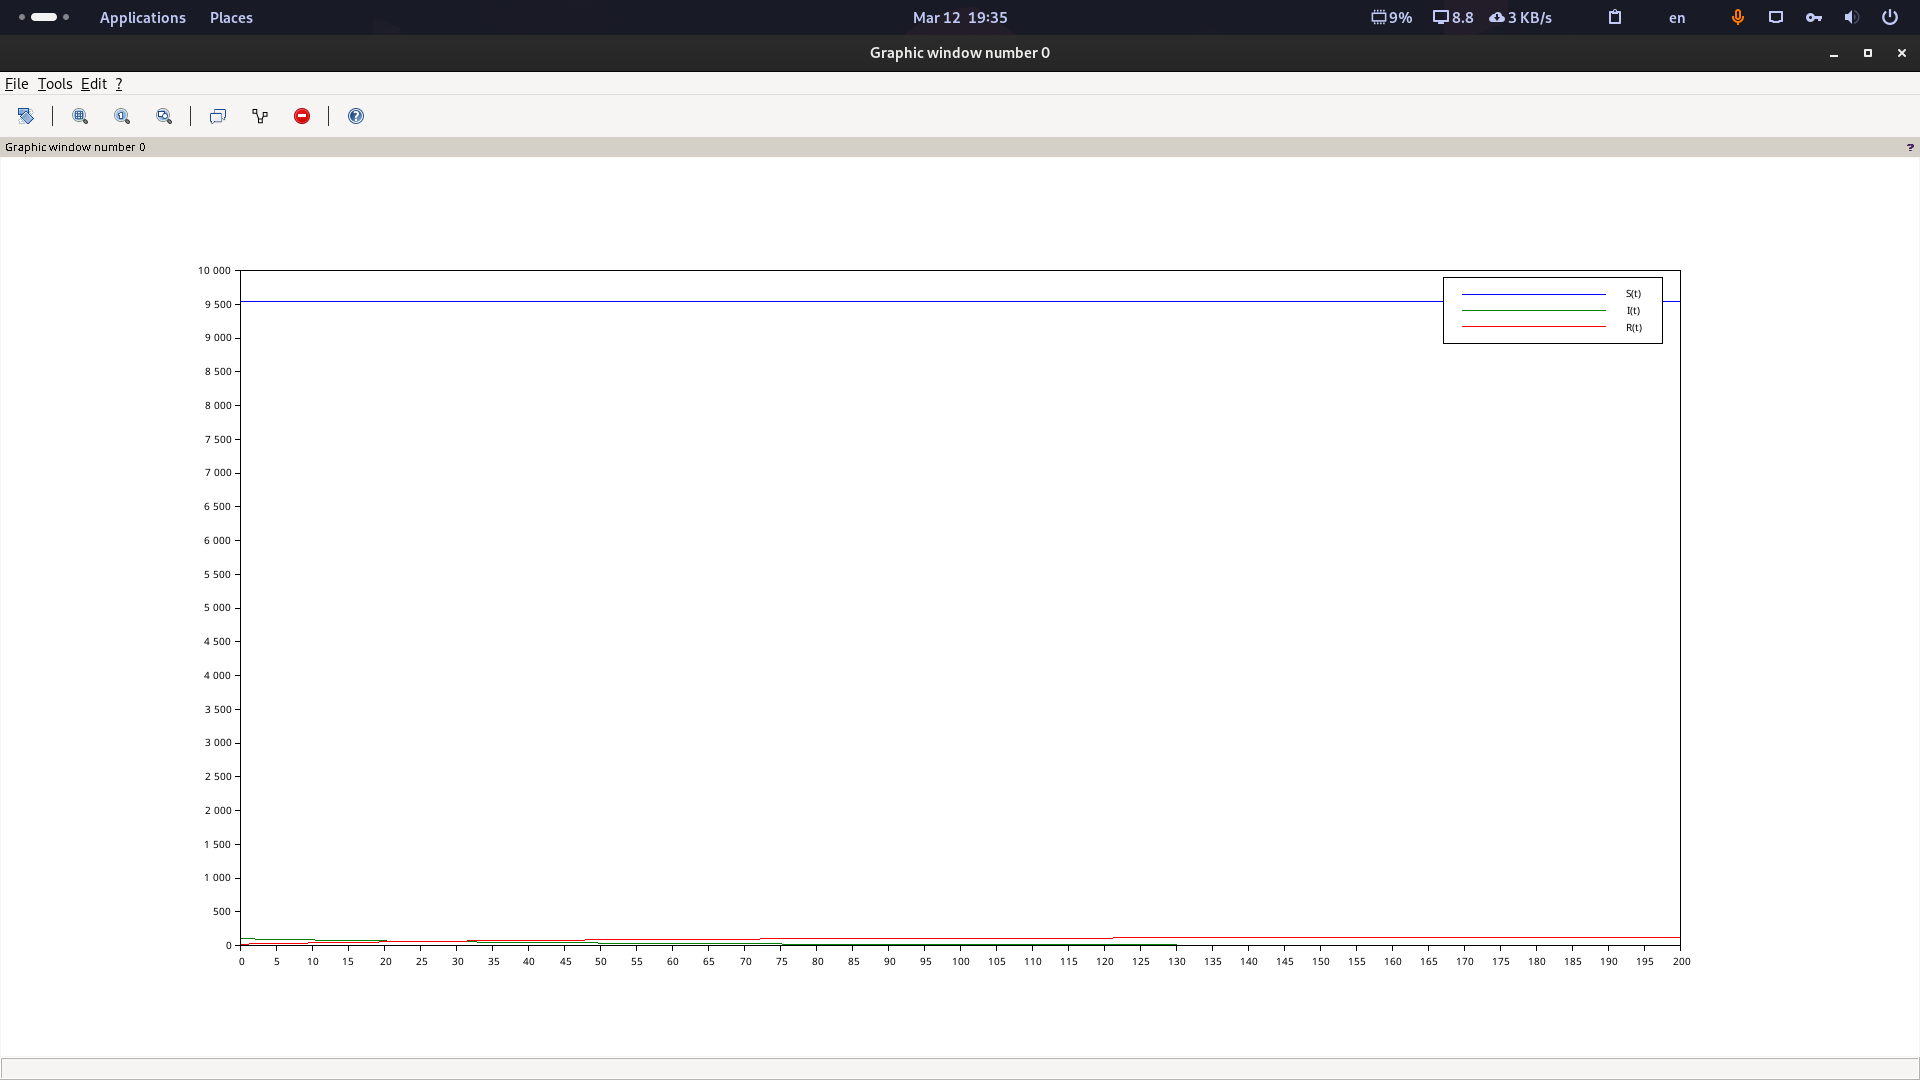 Applications Places Mar 12 19:35 9% 8.8 3 KB/s en
Graphic window number 0
File Tools Edit ?
Graphic window number 0 ?
10 000
9 500
9 000
8 500
8 000
7 500
7 000
6 500
6 000
5 500
5 000
4 500
4 000
3 500
3 000
2 500
2 000
1 500
1 000
500
0
S(t)
I(t)
R(t)
0 5 10 15 20 25 30 35 40 45 50 55 60 65 70 75 80 85 90 95 100 105 110 115 120 125 130 135 140 145 150 155 160 165 170 175 180 185 190 195 200